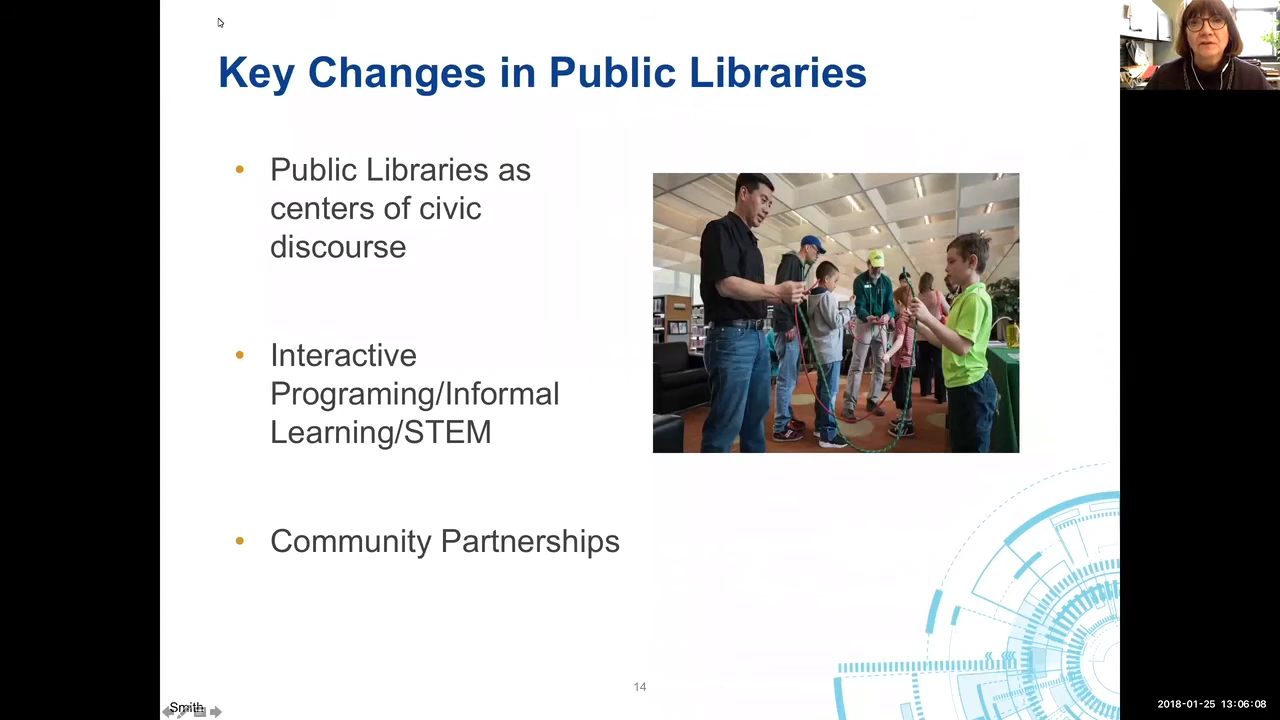 Key Changes in Public Libraries
• Public Libraries as
centers of civic
discourse
• Interactive
Programing/Informal
Learning/STEM
• Community Partnerships
14
Smith
2018-01-25 13:06:08